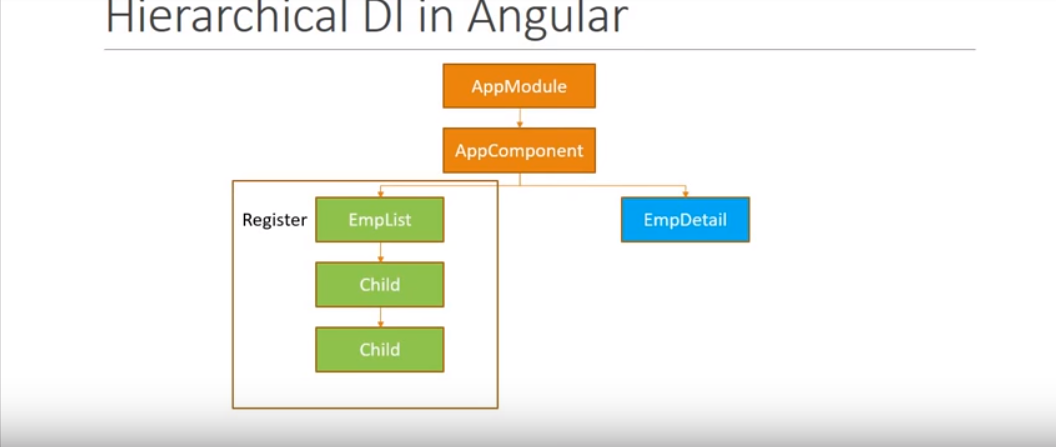 Hierarchical DI in Angular
AppModule
AppComponent
Register
EmpList
EmpDetail
Child
Child